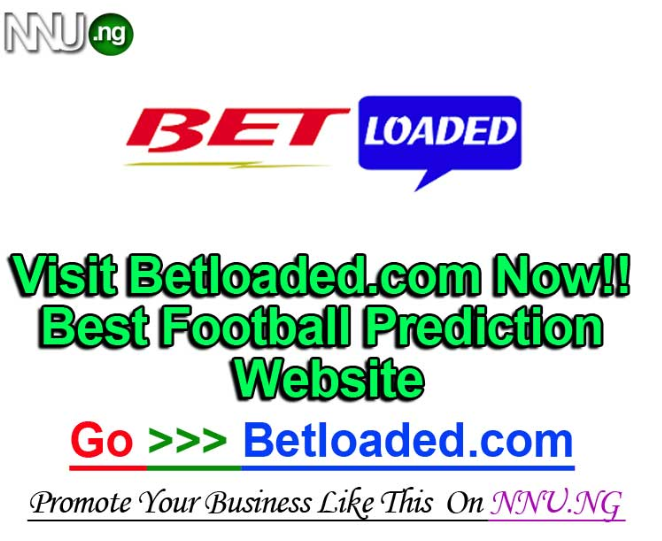 NNU.ng
BET LOADED
Visit Betloaded.com Now!!
Best Football Prediction
Website
Go >>> Betloaded.com
Promote Your Business Like This On NNU.NG